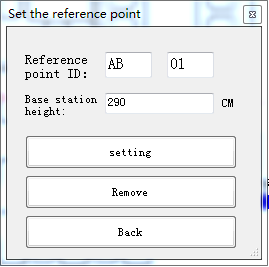 Set the reference point
Reference point ID: AB 01
Base station height: 290 CM
setting
Remove
Back